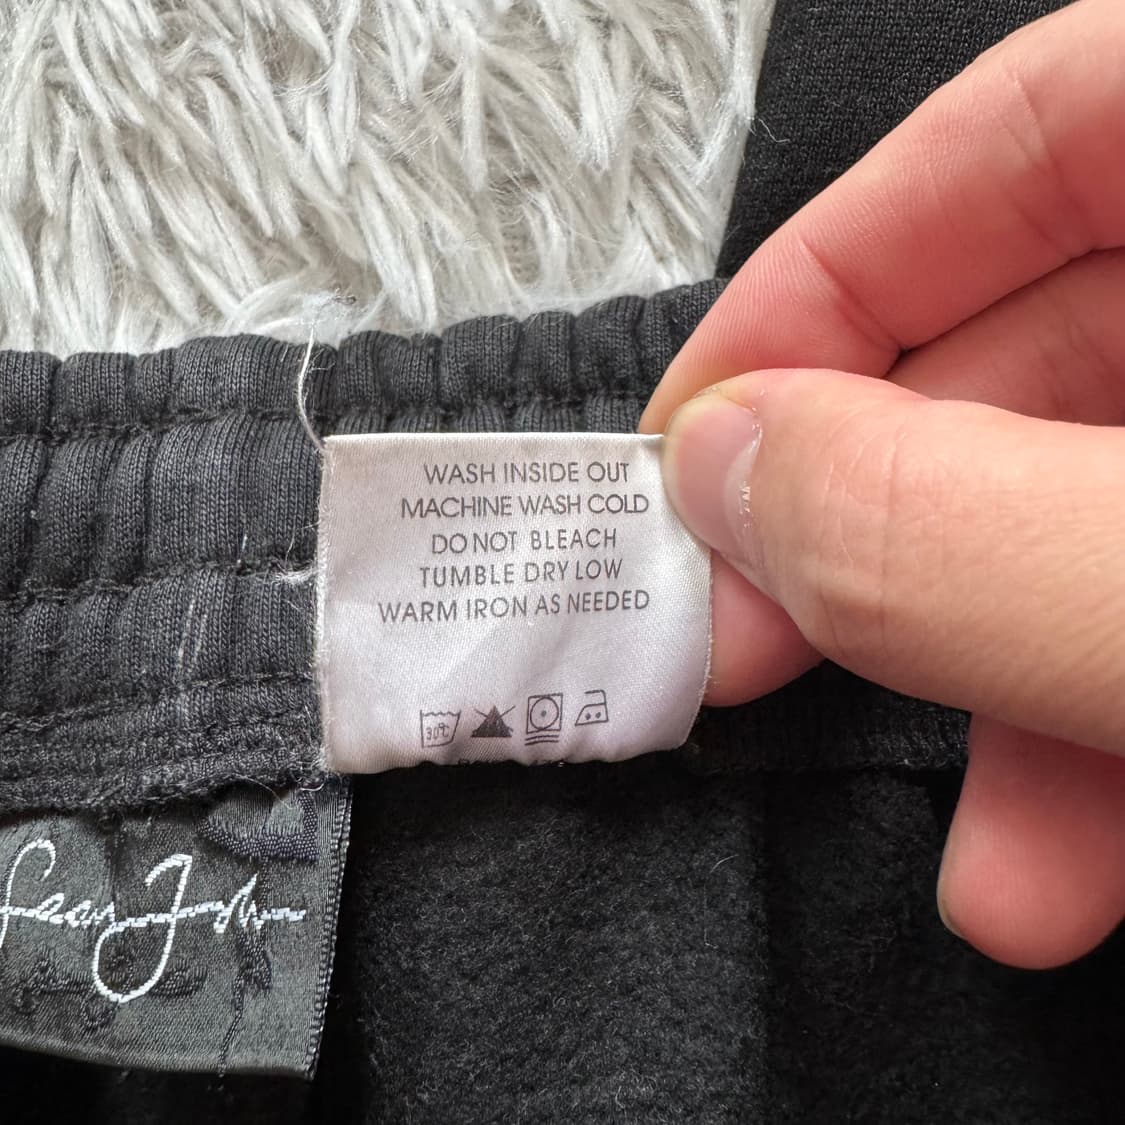 WASH INSIDE OUT
MACHINE WASH COLD
DO NOT BLEACH
TUMBLE DRY LOW
WARM IRON AS NEEDED
30°C